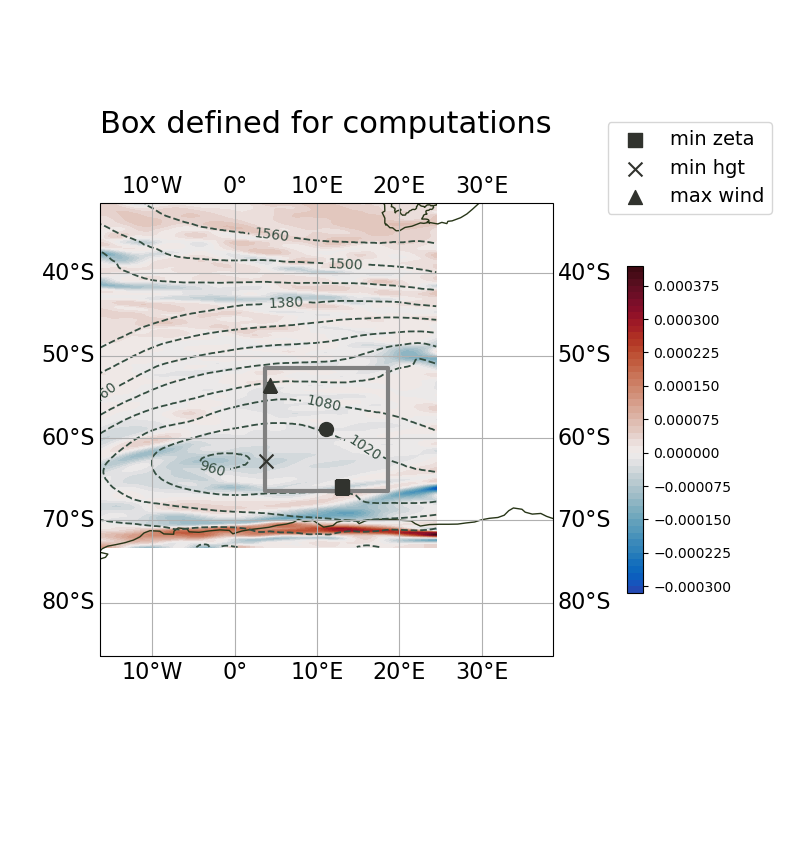 Box defined for computations
min zeta
min hgt
max wind
10°W 0° 10°E 20°E 30°E
1560
1500
40°S 40°S
1380
50°S 50°S
60
1080
60°S 60°S
1020
960
70°S 70°S
80°S 80°S
10°W 0° 10°E 20°E 30°E
0.000375
0.000300
0.000225
0.000150
0.000075
0.000000
−0.000075
−0.000150
−0.000225
−0.000300